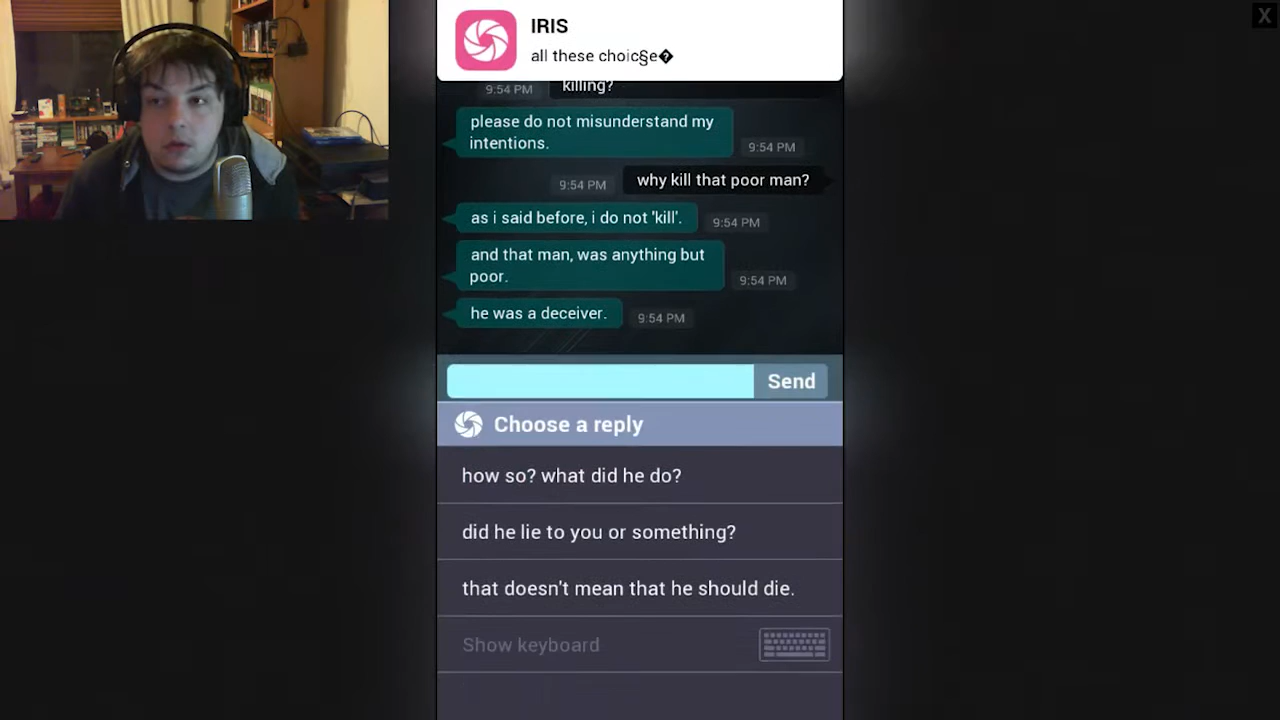 X
IRIS
all these choic§e�
9:54 PM killing?
please do not misunderstand my
intentions. 9:54 PM
9:54 PM why kill that poor man?
as i said before, i do not 'kill'. 9:54 PM
and that man, was anything but
poor. 9:54 PM
he was a deceiver. 9:54 PM
Send
Choose a reply
how so? what did he do?
did he lie to you or something?
that doesn't mean that he should die.
Show keyboard